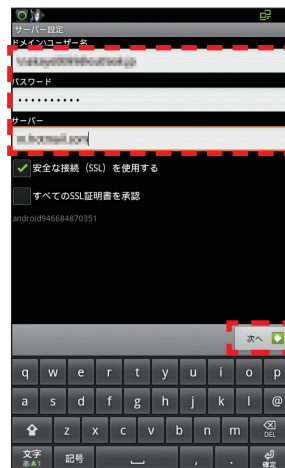 サーバー設定
ドメイン\ユーザー名
パスワード
••••••••••
サーバー
安全な接続（SSL）を使用する
すべてのSSL証明書を承認
android946684870351
次へ
q w e r t y u i o p
a s d f g h j k l @
z x c v b n m DEL
文字 あA1 記号 , . 確定